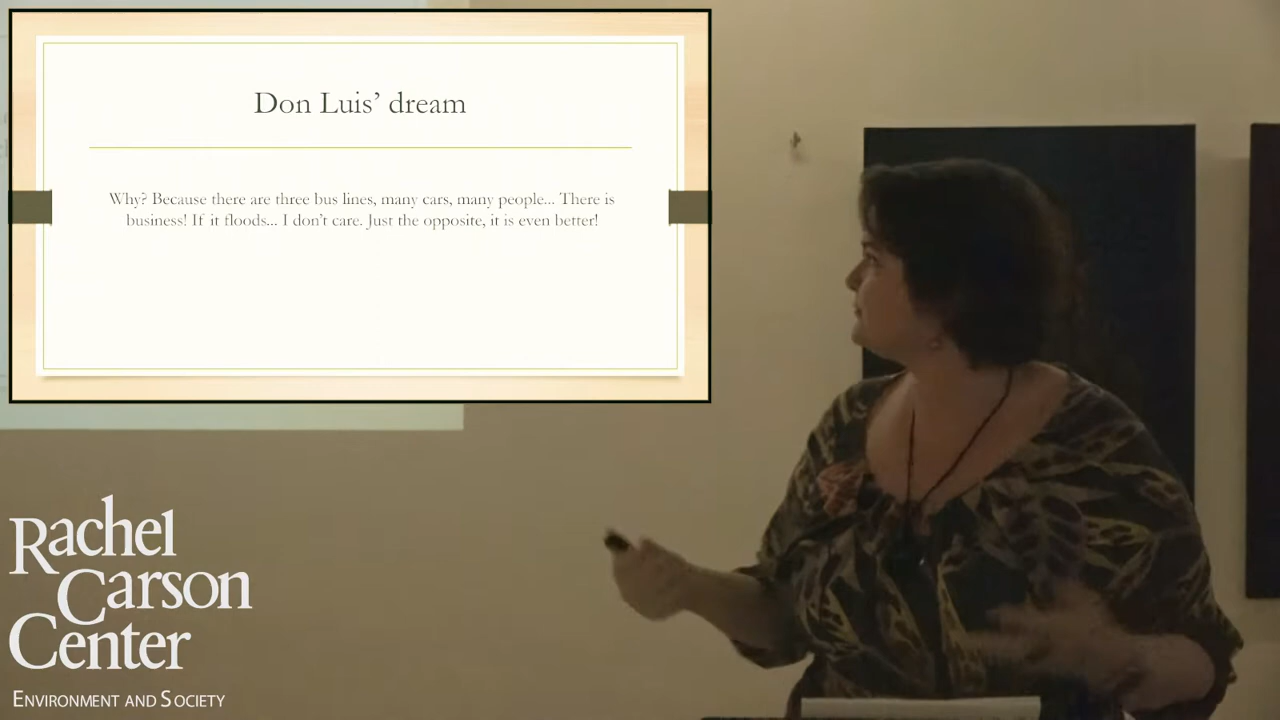 Don Luis’ dream
Why? Because there are three bus lines, many cars, many people... There is
business! If it floods... I don’t care. Just the opposite, it is even better!
Rachel
Carson
Center
Environment and Society